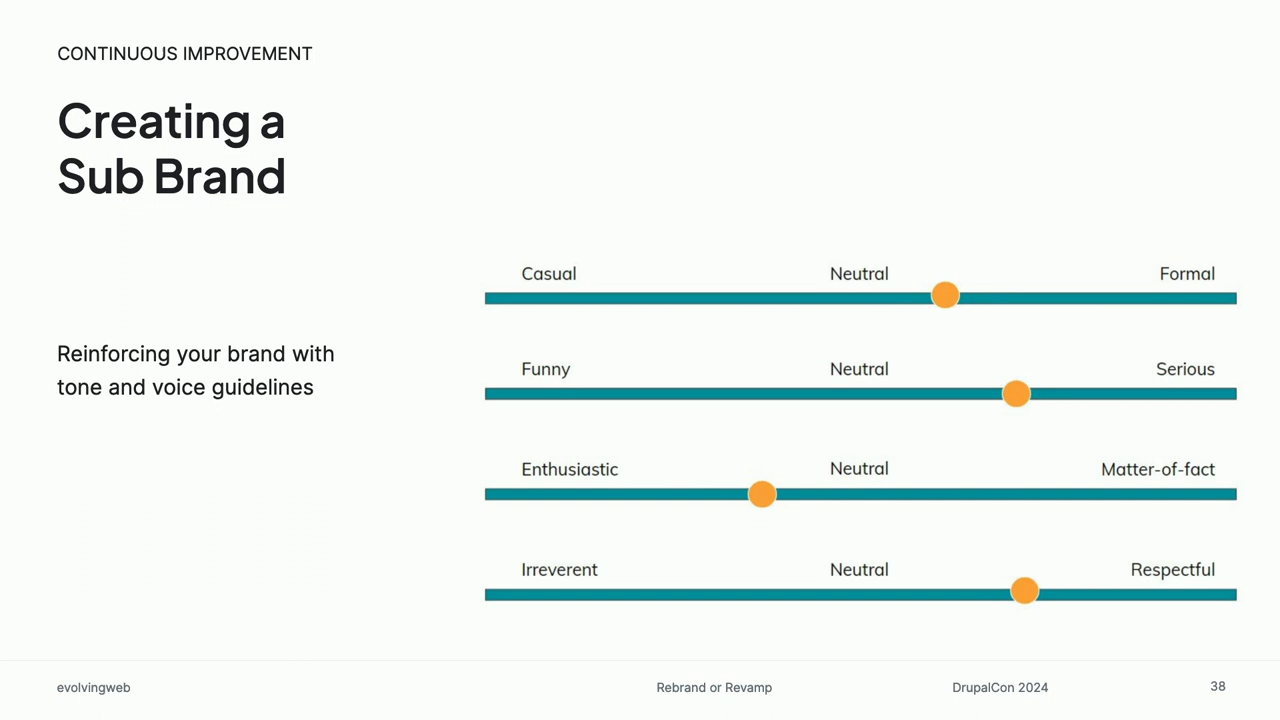 CONTINUOUS IMPROVEMENT
Creating a
Sub Brand
Reinforcing your brand with
tone and voice guidelines
Casual Neutral Formal
Funny Neutral Serious
Enthusiastic Neutral Matter-of-fact
Irreverent Neutral Respectful
evolvingweb Rebrand or Revamp DrupalCon 2024 38